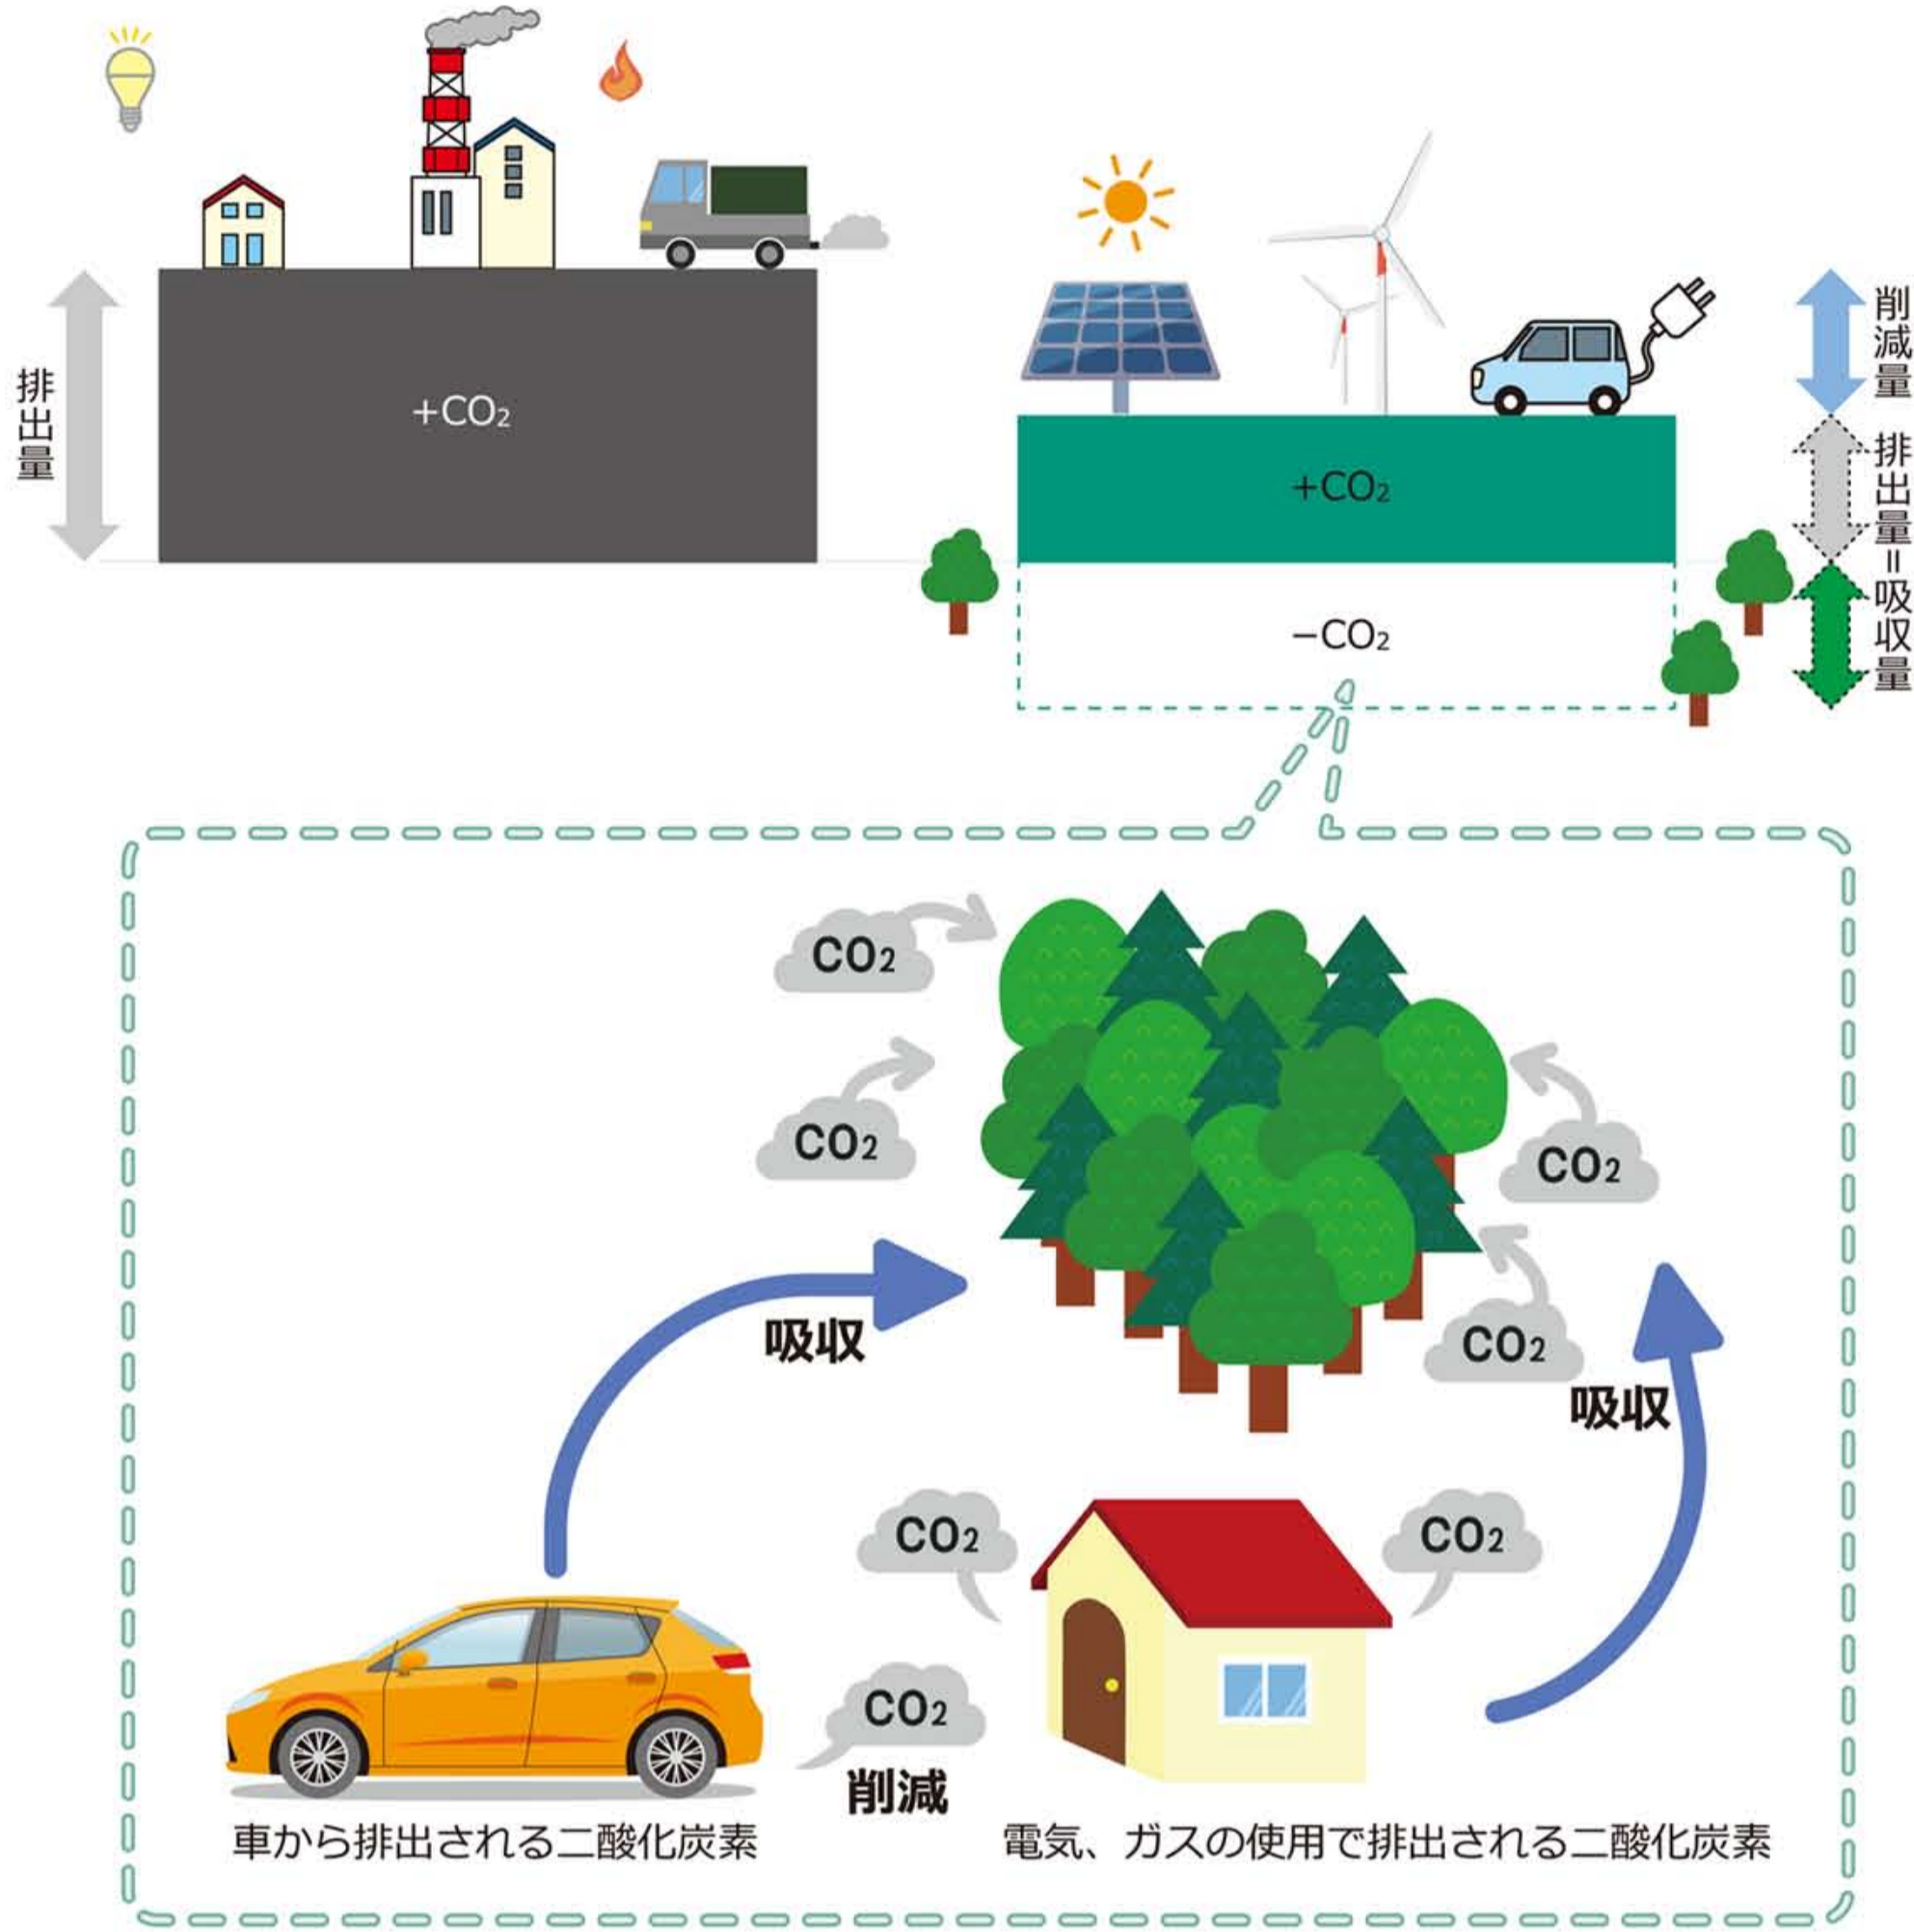 排出量
+CO₂
削減量
排出量=吸収量
+CO₂
−CO₂
CO₂
CO₂
CO₂
CO₂
吸収
吸収
CO₂
CO₂
CO₂
削減
車から排出される二酸化炭素
電気、ガスの使用で排出される二酸化炭素